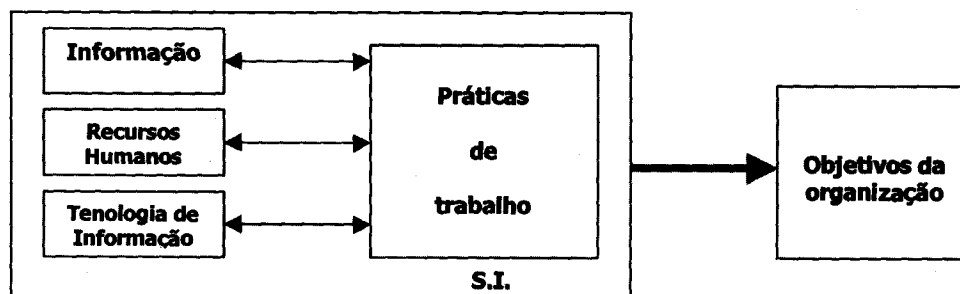 Informação
Recursos
Humanos
Tenologia de
Informação
Práticas
de
trabalho
S.I.
Objetivos da
organização